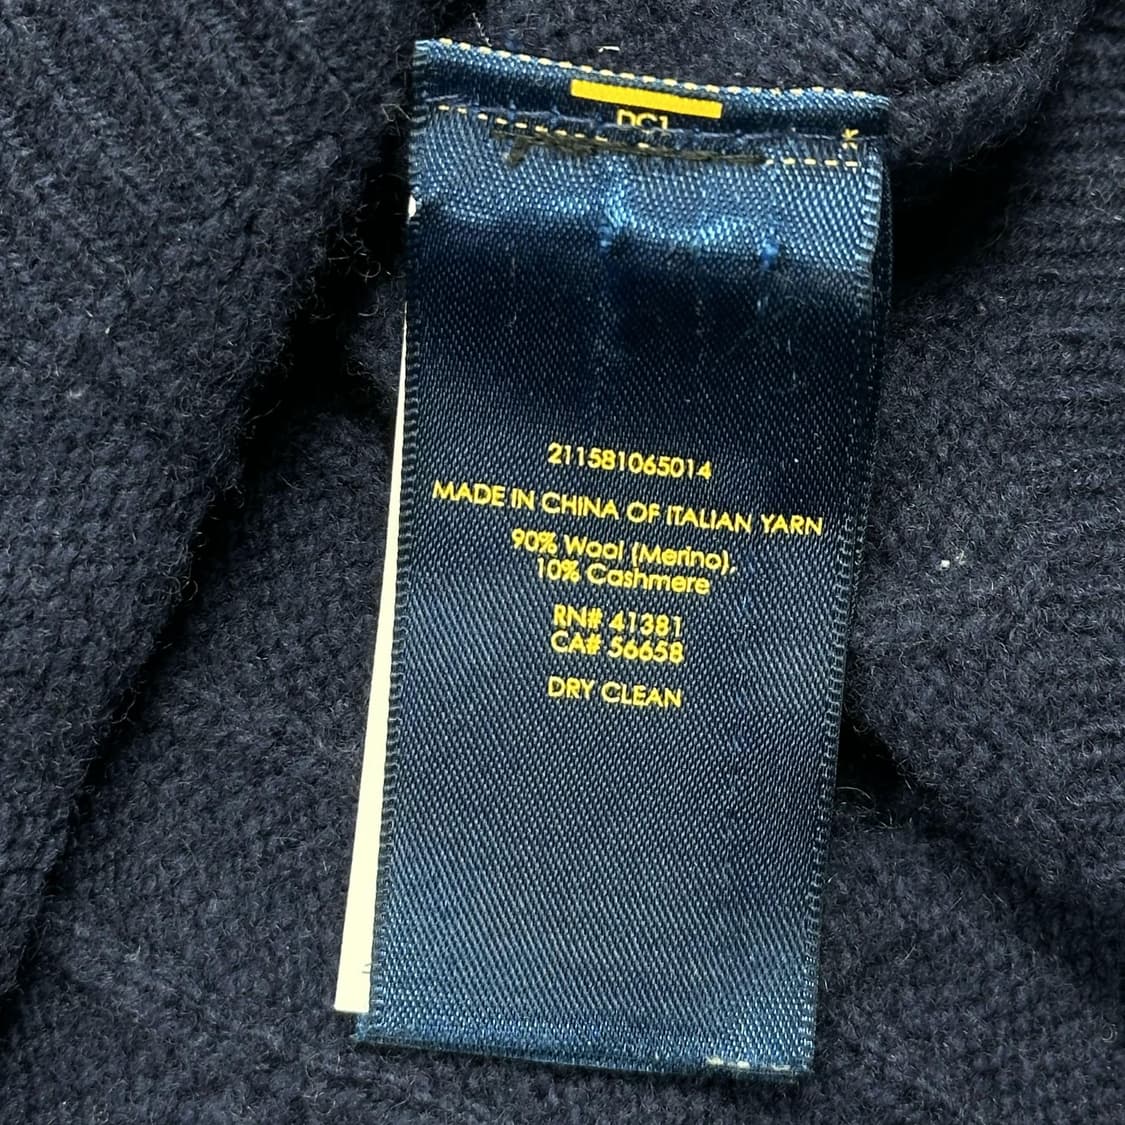 211581065014
MADE IN CHINA OF ITALIAN YARN
90% Wool (Merino),
10% Cashmere
RN# 41381
CA# 56658
DRY CLEAN